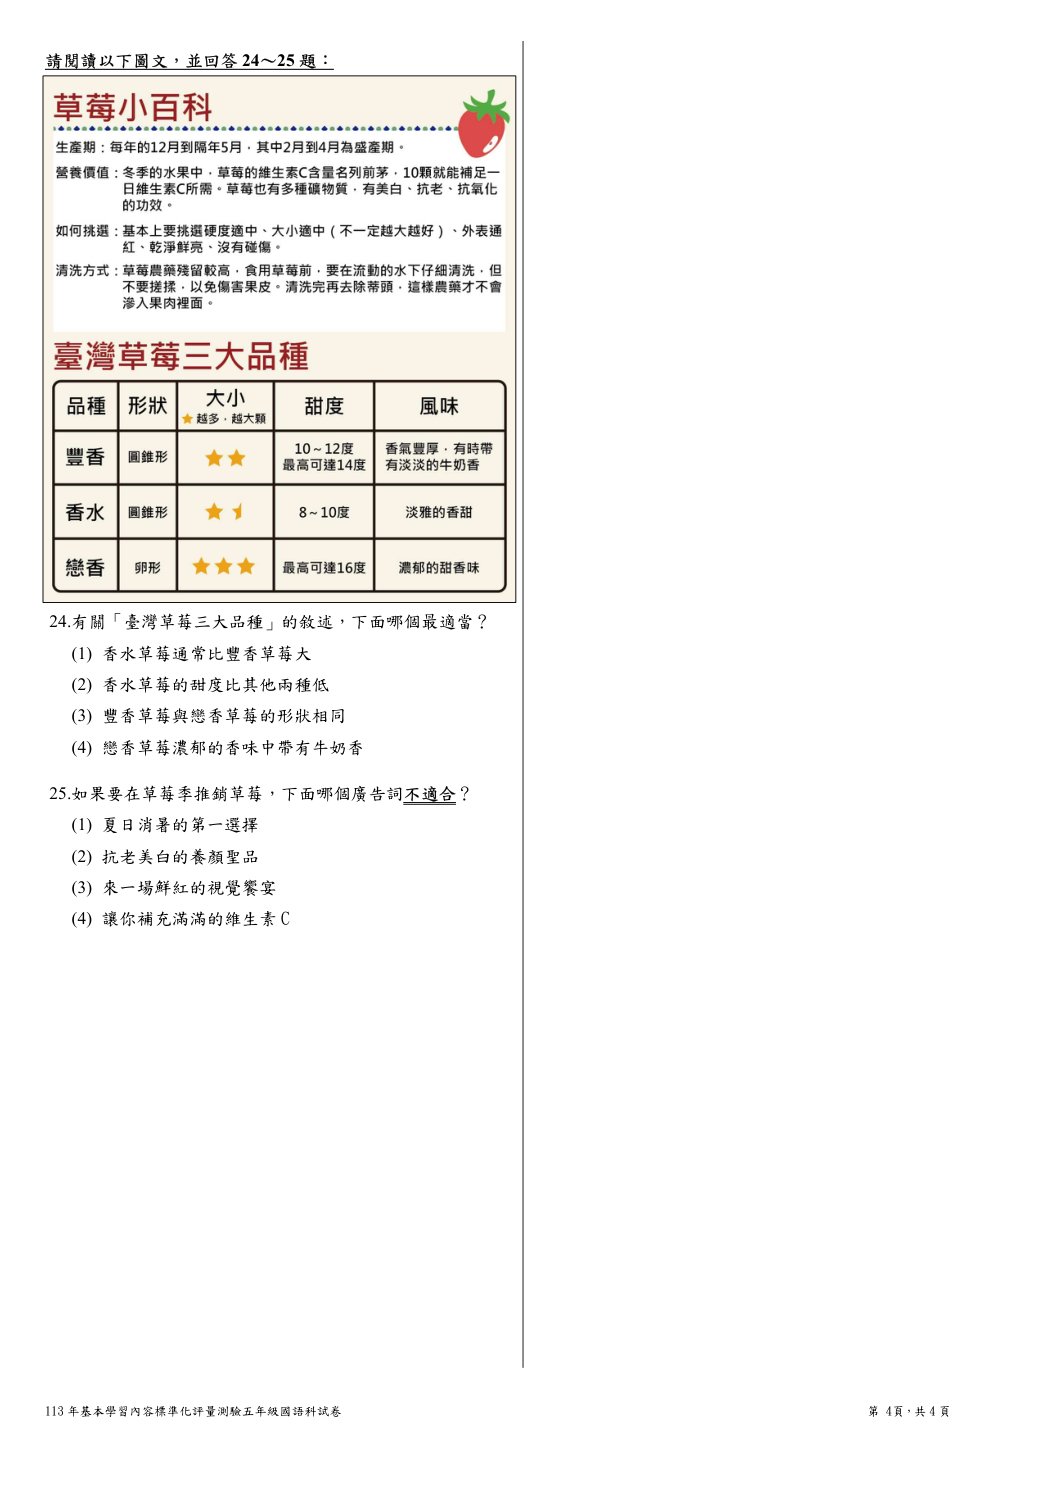 請閱讀以下圖文，並回答 24～25 題：
草莓小百科
生產期：每年的12月到隔年5月，其中2月到4月為盛產期。
營養價值：冬季的水果中，草莓的維生素C含量名列前茅，10顆就能補足一
日維生素C所需。草莓也有多種礦物質，有美白、抗老、抗氧化
的功效。
如何挑選：基本上要挑選硬度適中、大小適中（不一定越大越好）、外表通
紅、乾淨鮮亮、沒有碰傷。
清洗方式：草莓農藥殘留較高，食用草莓前，要在流動的水下仔細清洗，但
不要搓揉，以免傷害果皮。清洗完再去除蒂頭，這樣農藥才不會
滲入果肉裡面。
臺灣草莓三大品種
品種 形狀 大小 甜度 風味
★越多，越大顆
豐香 圓錐形 ★★ 10～12度 最高可達14度 香氣豐厚，有時帶 有淡淡的牛奶香
香水 圓錐形 ★ 8～10度 淡雅的香甜
戀香 卵形 ★★★ 最高可達16度 濃郁的甜香味
24.有關「臺灣草莓三大品種」的敘述，下面哪個最適當？
(1) 香水草莓通常比豐香草莓大
(2) 香水草莓的甜度比其他兩種低
(3) 豐香草莓與戀香草莓的形狀相同
(4) 戀香草莓濃郁的香味中帶有牛奶香
25.如果要在草莓季推銷草莓，下面哪個廣告詞不適合？
(1) 夏日消暑的第一選擇
(2) 抗老美白的養顏聖品
(3) 來一場鮮紅的視覺饗宴
(4) 讓你補充滿滿的維生素C
113 年基本學習內容標準化評量測驗五年級國語科試卷
第 4頁，共 4 頁